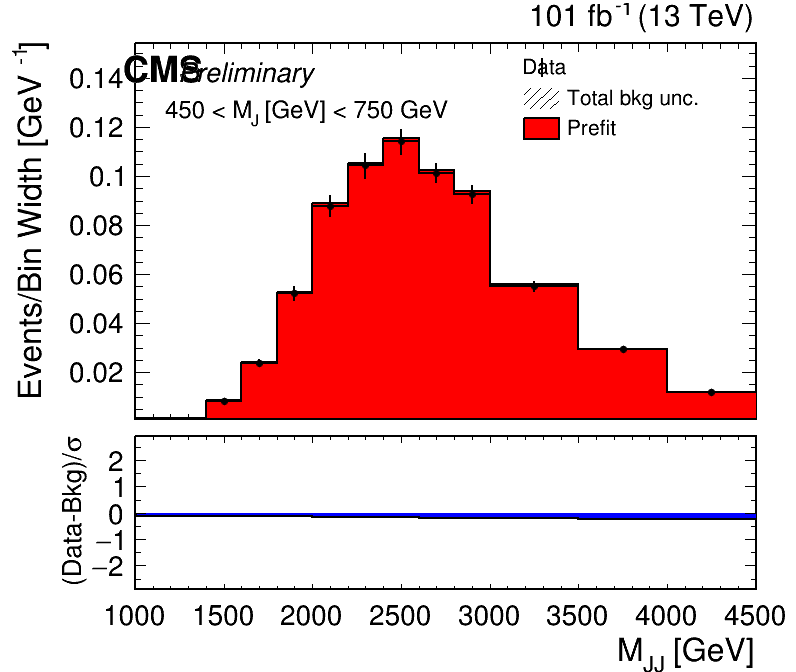 101 fb⁻¹ (13 TeV)
CMS Preliminary
450 < M_J [GeV] < 750 GeV
Data
Total bkg unc.
Prefit
Events/Bin Width [GeV⁻¹]
0.14
0.12
0.1
0.08
0.06
0.04
0.02
(Data-Bkg)/σ
2
1
0
−1
−2
1000 1500 2000 2500 3000 3500 4000 4500
M_JJ [GeV]